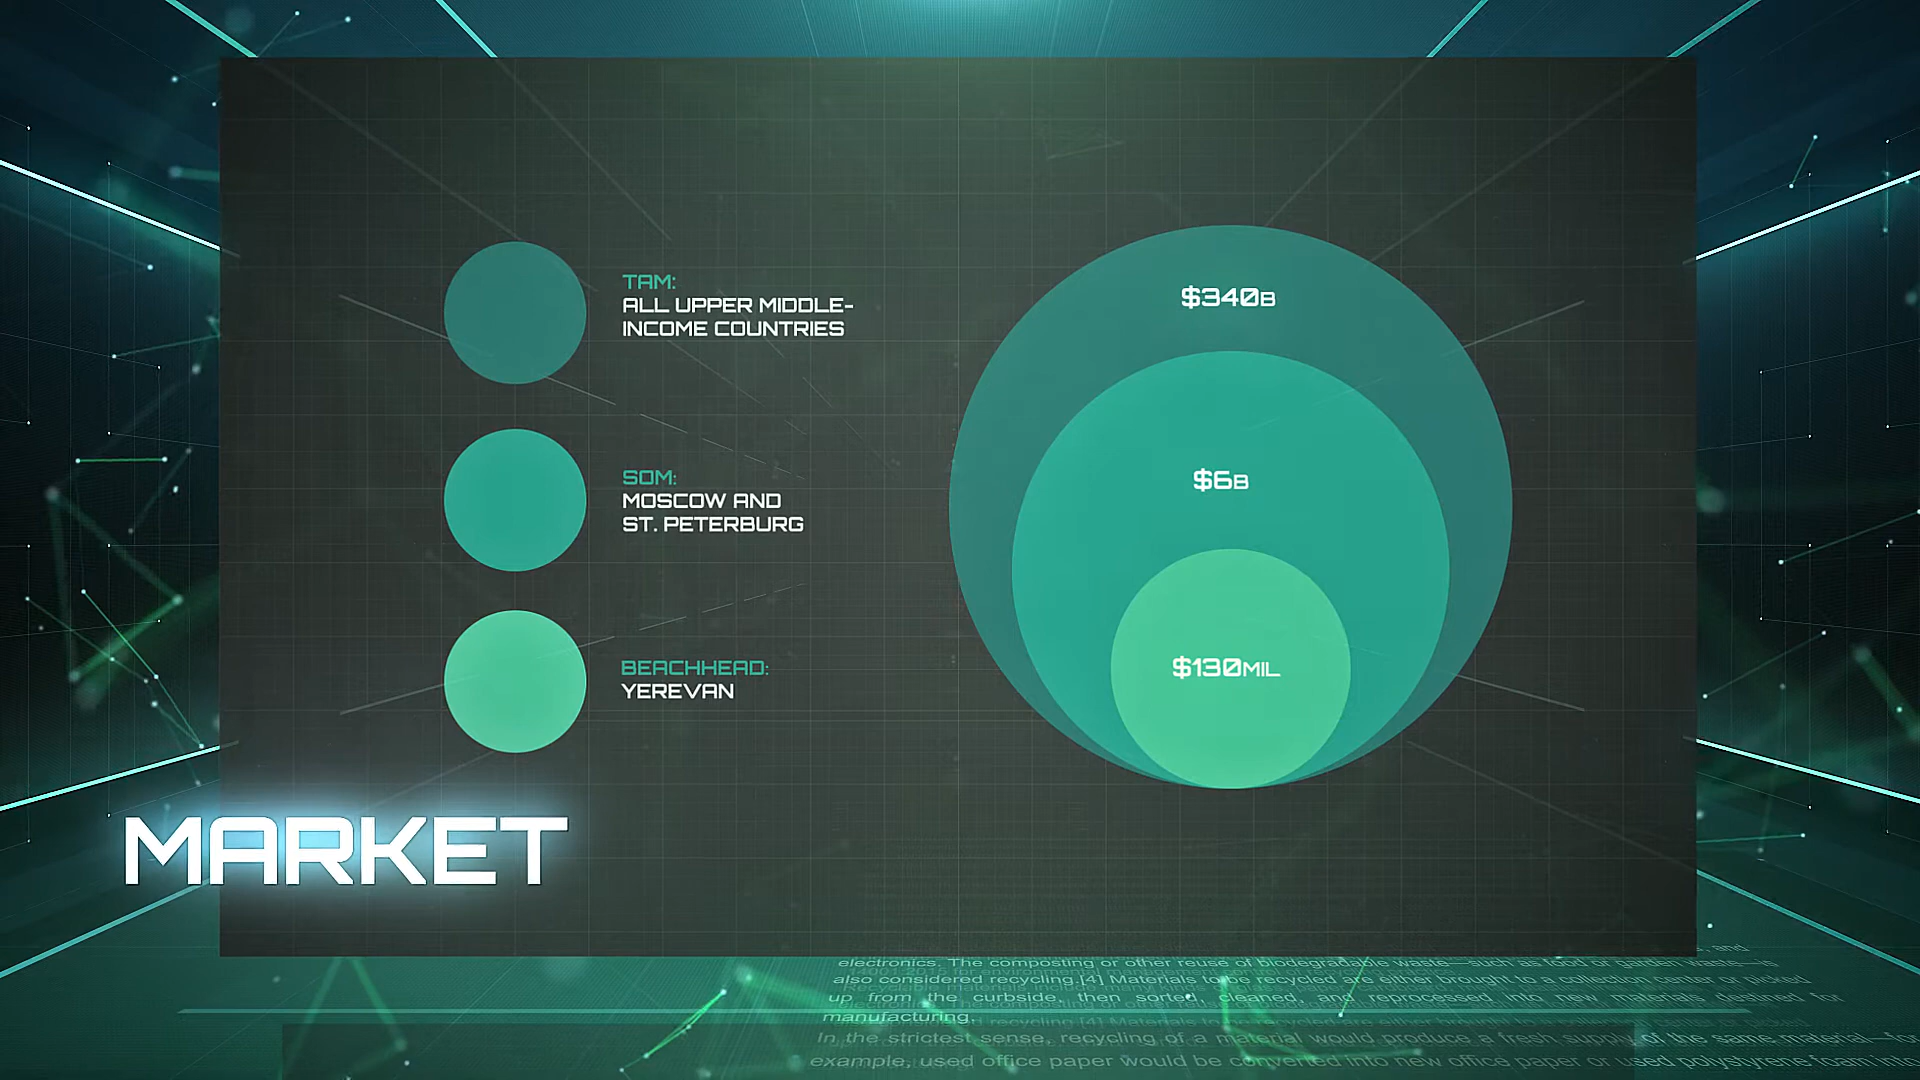 TAM:
ALL UPPER MIDDLE-
INCOME COUNTRIES
SOM:
MOSCOW AND
ST. PETERBURG
BEACHHEAD:
YEREVAN
$340B
$6B
$130MIL
MARKET
electronics. The composting or other reuse of biodegradable waste—such as food or garden waste—is
also considered recycling.[4] Materials to be recycled are either brought to a collection center or picked
up from the curbside, then sorted, cleaned, and reprocessed into new materials destined for
manufacturing.
In the strictest sense, recycling of a material would produce a fresh supply of the same material—for
example, used office paper would be converted into new office paper or used polystyrene foam into